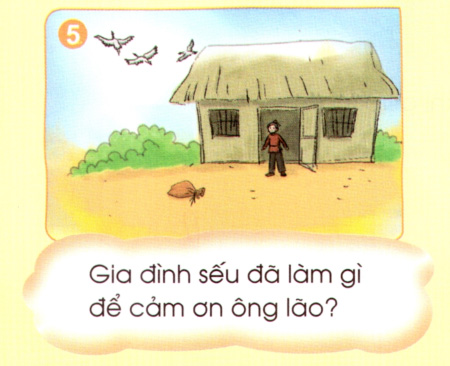 5
Gia đình sếu đã làm gì
để cảm ơn ông lão?